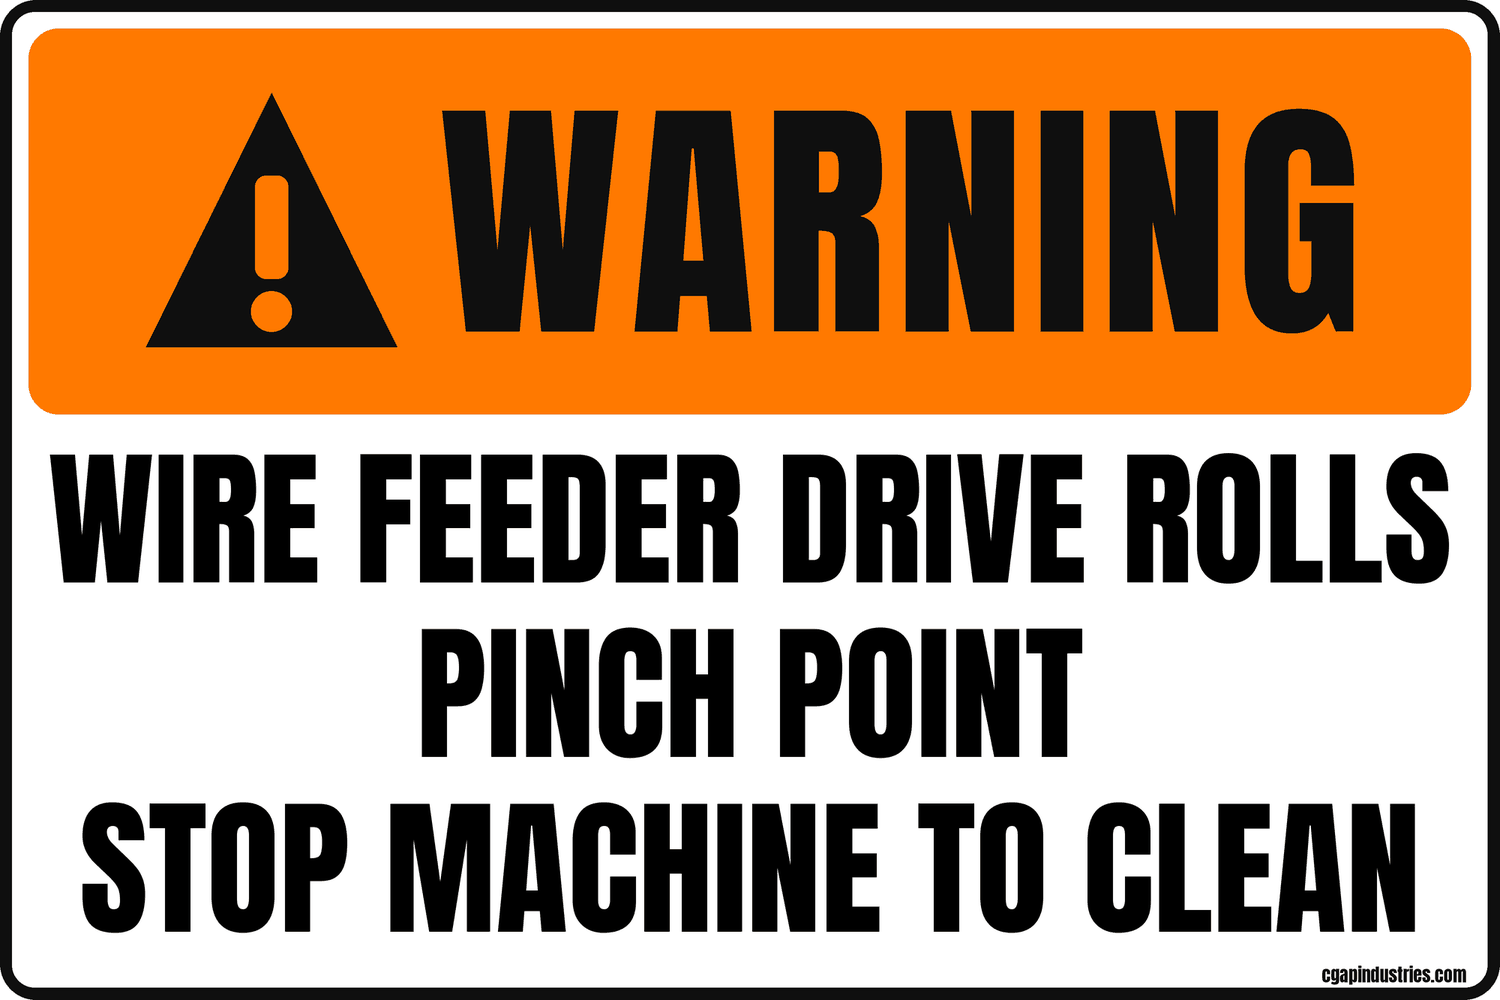 WARNING
WIRE FEEDER DRIVE ROLLS
PINCH POINT
STOP MACHINE TO CLEAN
cgapindustries.com